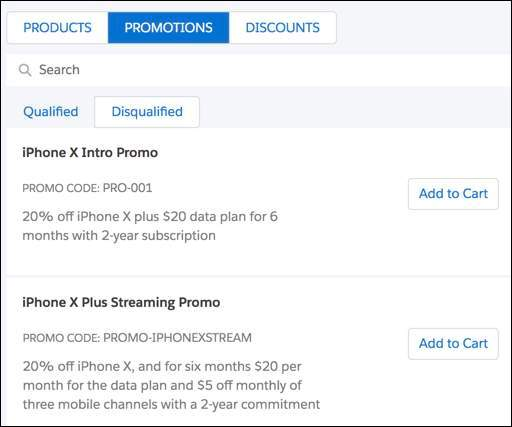 PRODUCTS PROMOTIONS DISCOUNTS
Search
Qualified Disqualified
iPhone X Intro Promo
PROMO CODE: PRO-001
Add to Cart
20% off iPhone X plus $20 data plan for 6
months with 2-year subscription
iPhone X Plus Streaming Promo
PROMO CODE: PROMO-IPHONEXSTREAM
Add to Cart
20% off iPhone X, and for six months $20 per
month for the data plan and $5 off monthly of
three mobile channels with a 2-year commitment